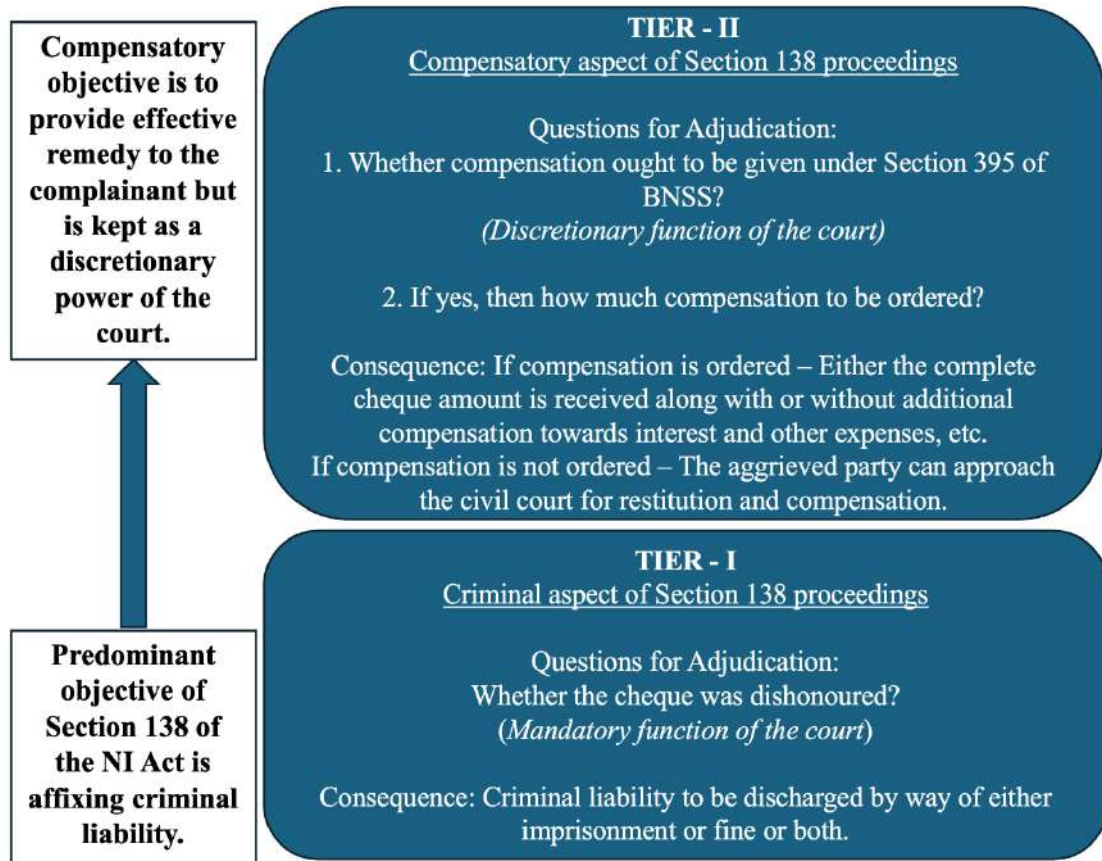 Compensatory
objective is to
provide effective
remedy to the
complainant but
is kept as a
discretionary
power of the
court.
TIER - II
Compensatory aspect of Section 138 proceedings
Questions for Adjudication:
1. Whether compensation ought to be given under Section 395 of
BNSS?
(Discretionary function of the court)
2. If yes, then how much compensation to be ordered?
Consequence: If compensation is ordered – Either the complete
cheque amount is received along with or without additional
compensation towards interest and other expenses, etc.
If compensation is not ordered – The aggrieved party can approach
the civil court for restitution and compensation.
Predominant
objective of
Section 138 of
the NI Act is
affixing criminal
liability.
TIER - I
Criminal aspect of Section 138 proceedings
Questions for Adjudication:
Whether the cheque was dishonoured?
(Mandatory function of the court)
Consequence: Criminal liability to be discharged by way of either
imprisonment or fine or both.